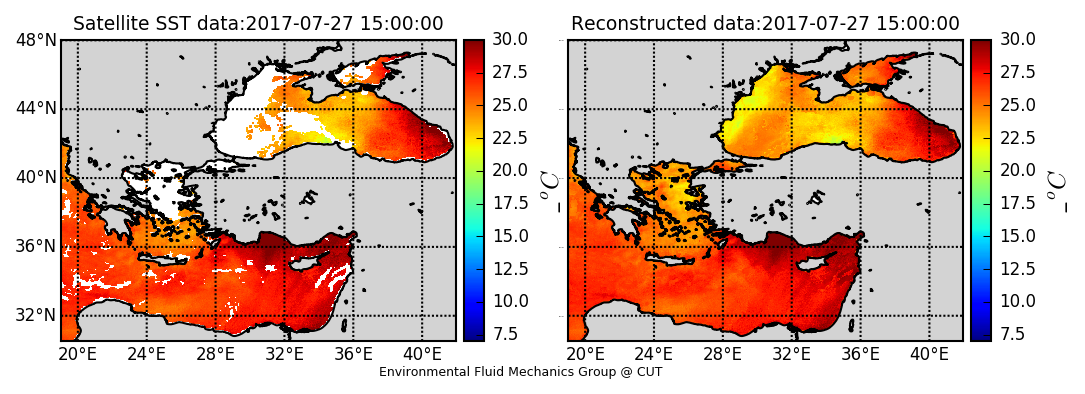 Satellite SST data:2017-07-27 15:00:00
48°N
44°N
40°N
36°N
32°N
20°E 24°E 28°E 32°E 36°E 40°E
30.0
27.5
25.0
22.5
20.0
17.5
15.0
12.5
10.0
7.5
_°C
Reconstructed data:2017-07-27 15:00:00
20°E 24°E 28°E 32°E 36°E 40°E
30.0
27.5
25.0
22.5
20.0
17.5
15.0
12.5
10.0
7.5
_°C
Environmental Fluid Mechanics Group @ CUT